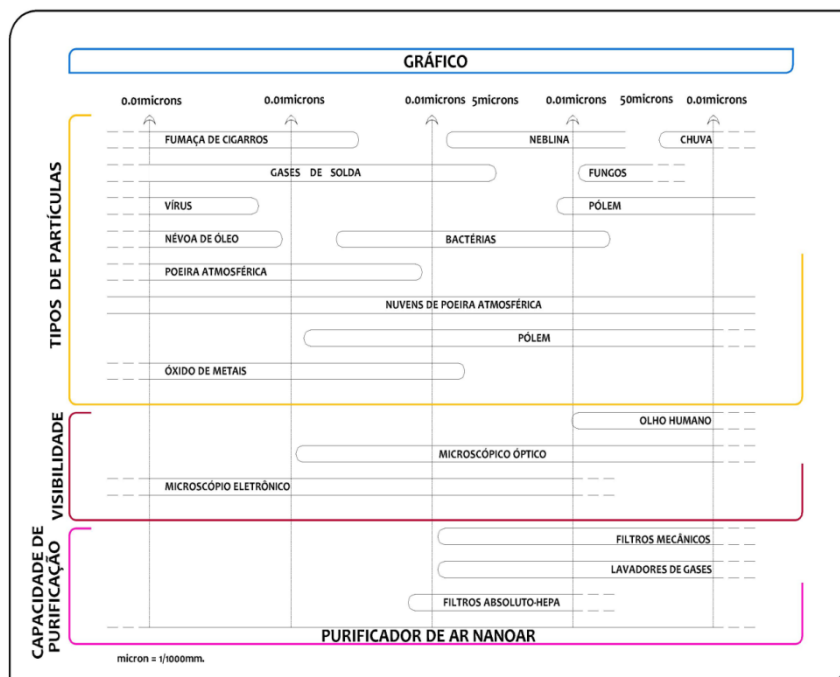 GRÁFICO
0.01microns 0.01microns 0.01microns 5microns 0.01microns 50microns 0.01microns
TIPOS DE PARTÍCULAS
FUMAÇA DE CIGARROS NEBLINA CHUVA
GASES DE SOLDA FUNGOS
VÍRUS PÓLEM
NÉVOA DE ÓLEO BACTÉRIAS
POEIRA ATMOSFÉRICA
NUVENS DE POEIRA ATMOSFÉRICA
PÓLEM
ÓXIDO DE METAIS
VISIBILIDADE
OLHO HUMANO
MICROSCÓPICO ÓPTICO
MICROSCÓPIO ELETRÔNICO
CAPACIDADE DE
PURIFICAÇÃO
FILTROS MECÂNICOS
LAVADORES DE GASES
FILTROS ABSOLUTO-HEPA
PURIFICADOR DE AR NANOAR
micron = 1/1000mm.